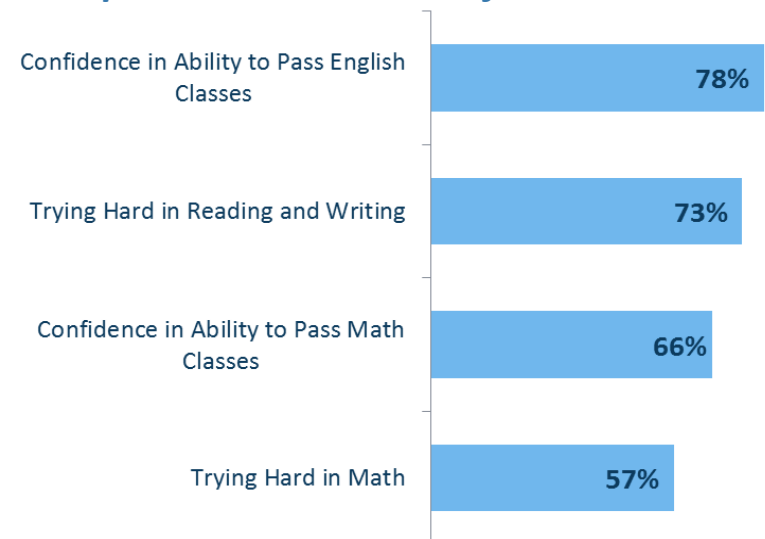 Confidence in Ability to Pass English
Classes
78%
Trying Hard in Reading and Writing
73%
Confidence in Ability to Pass Math
Classes
66%
Trying Hard in Math
57%